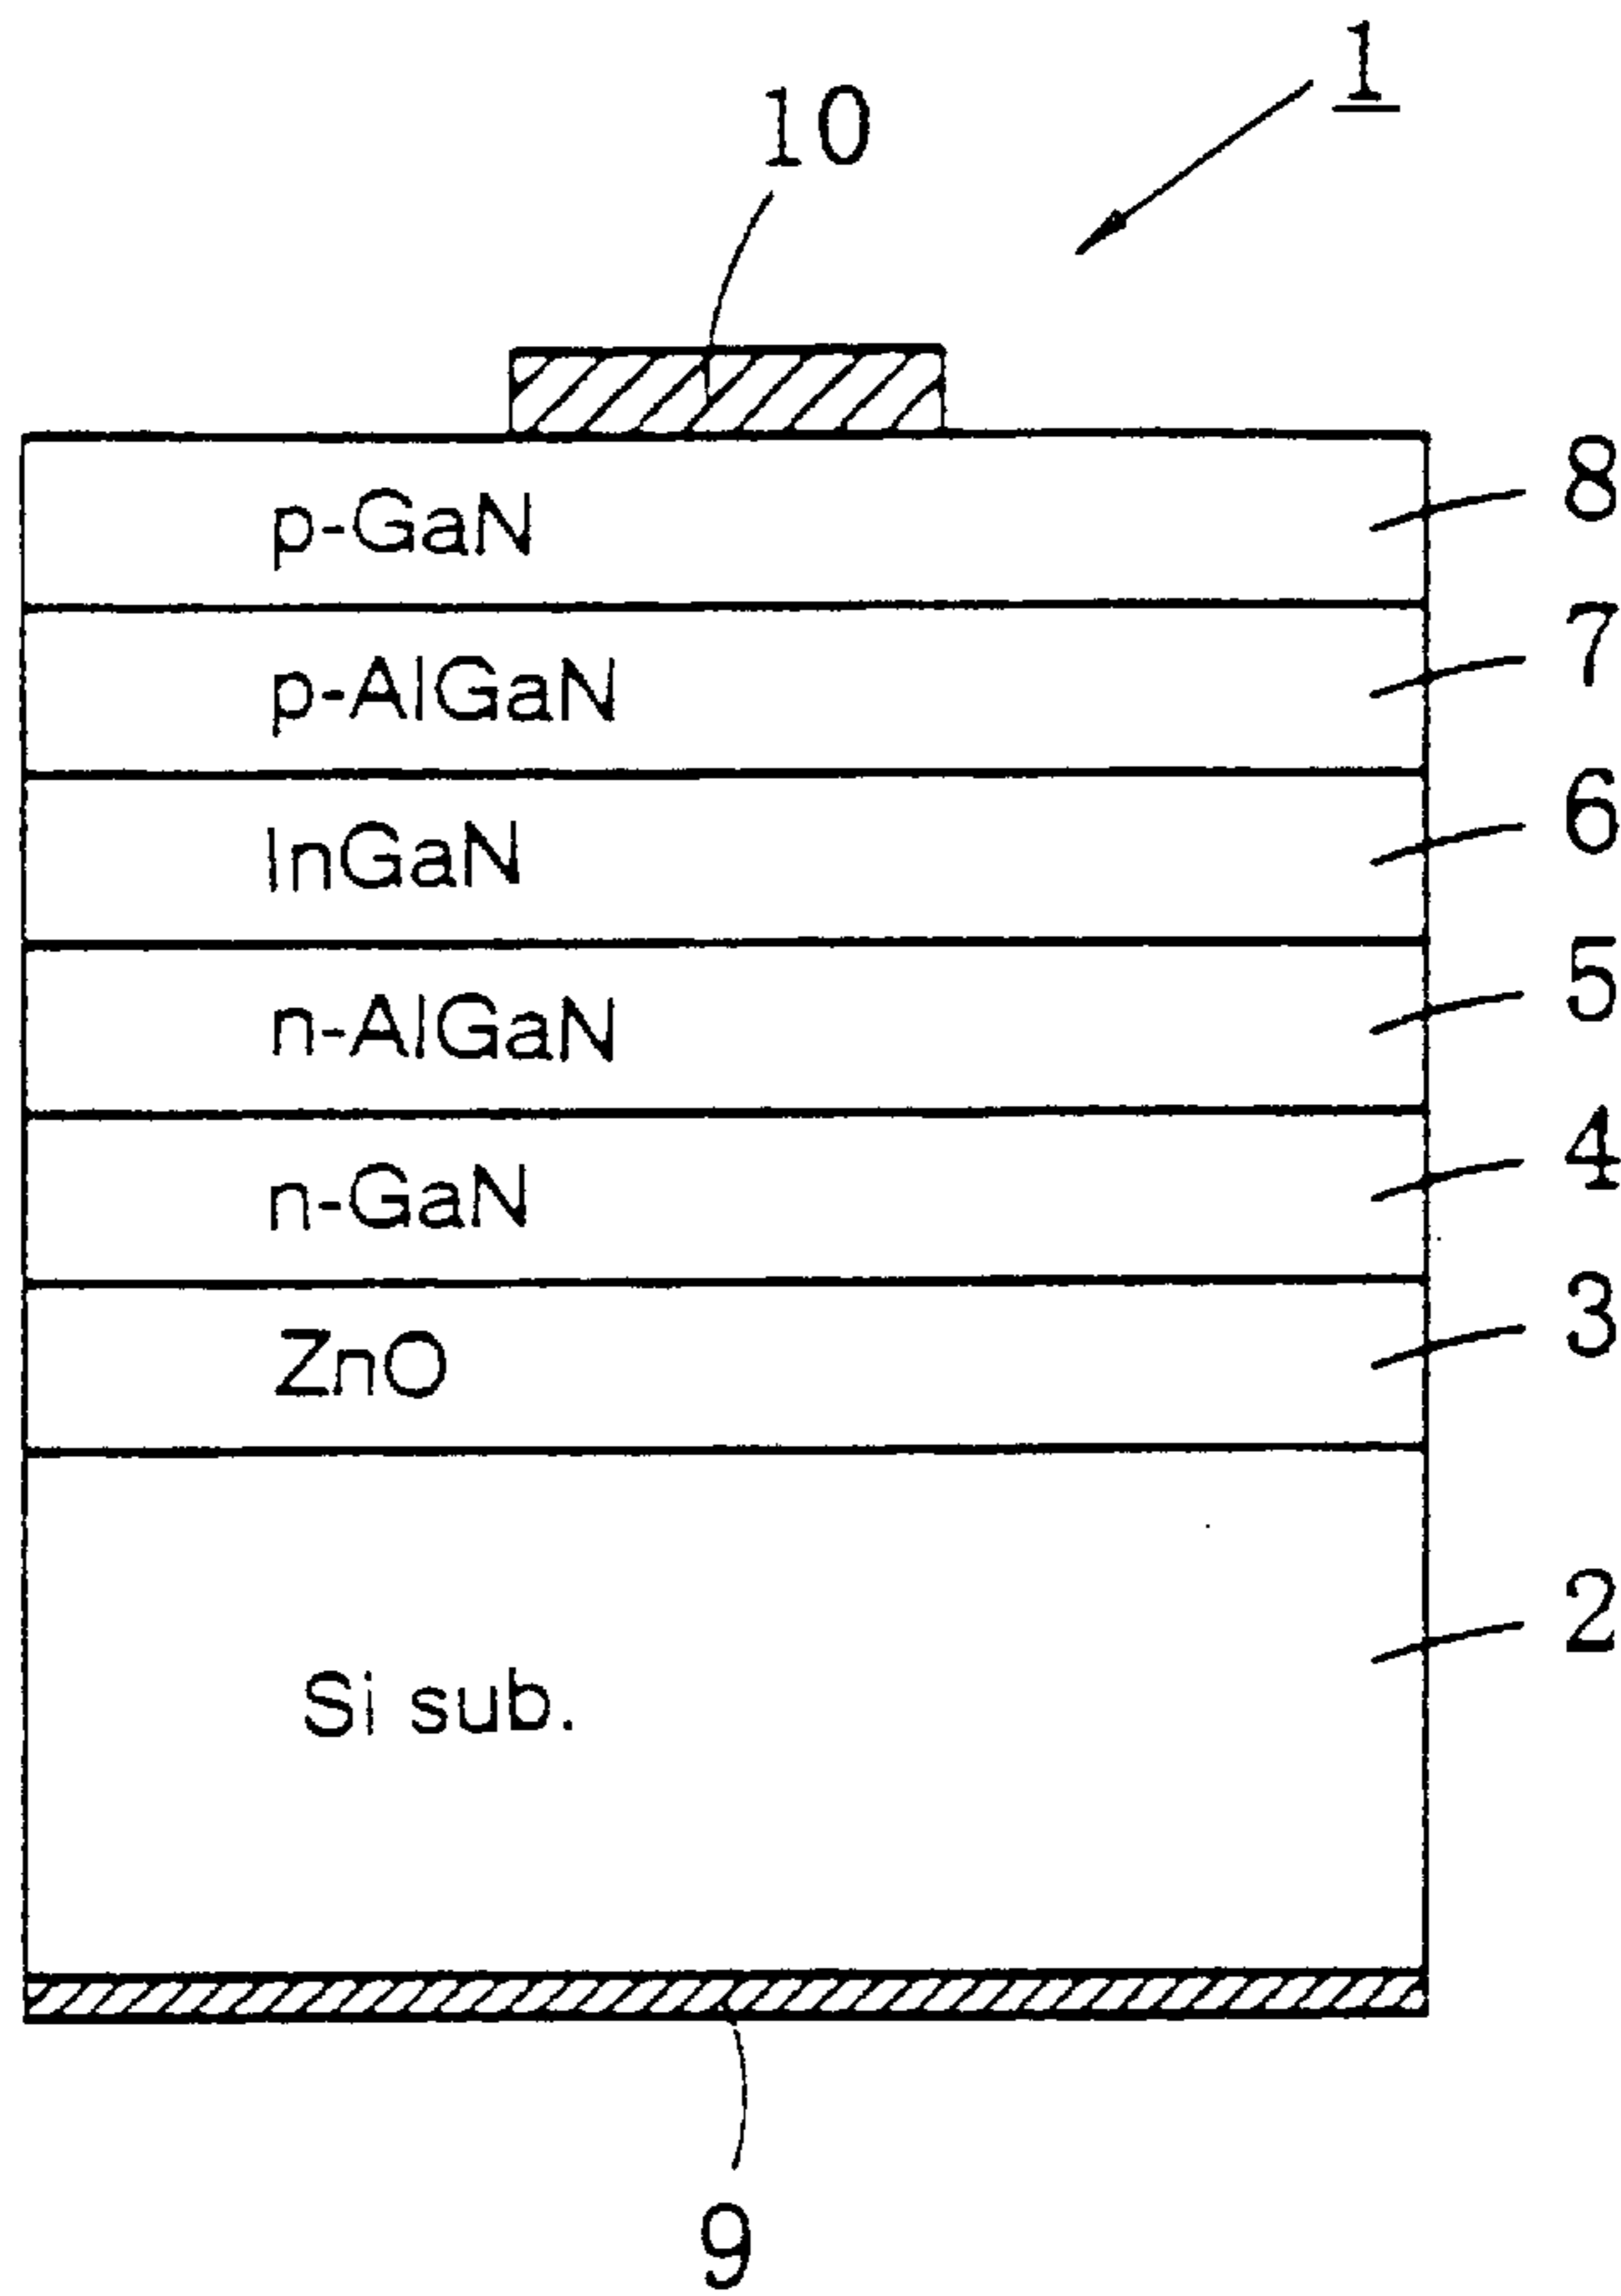 1
10
p-GaN 8
p-AlGaN 7
InGaN 6
n-AlGaN 5
n-GaN 4
ZnO 3
Si sub. 2
9